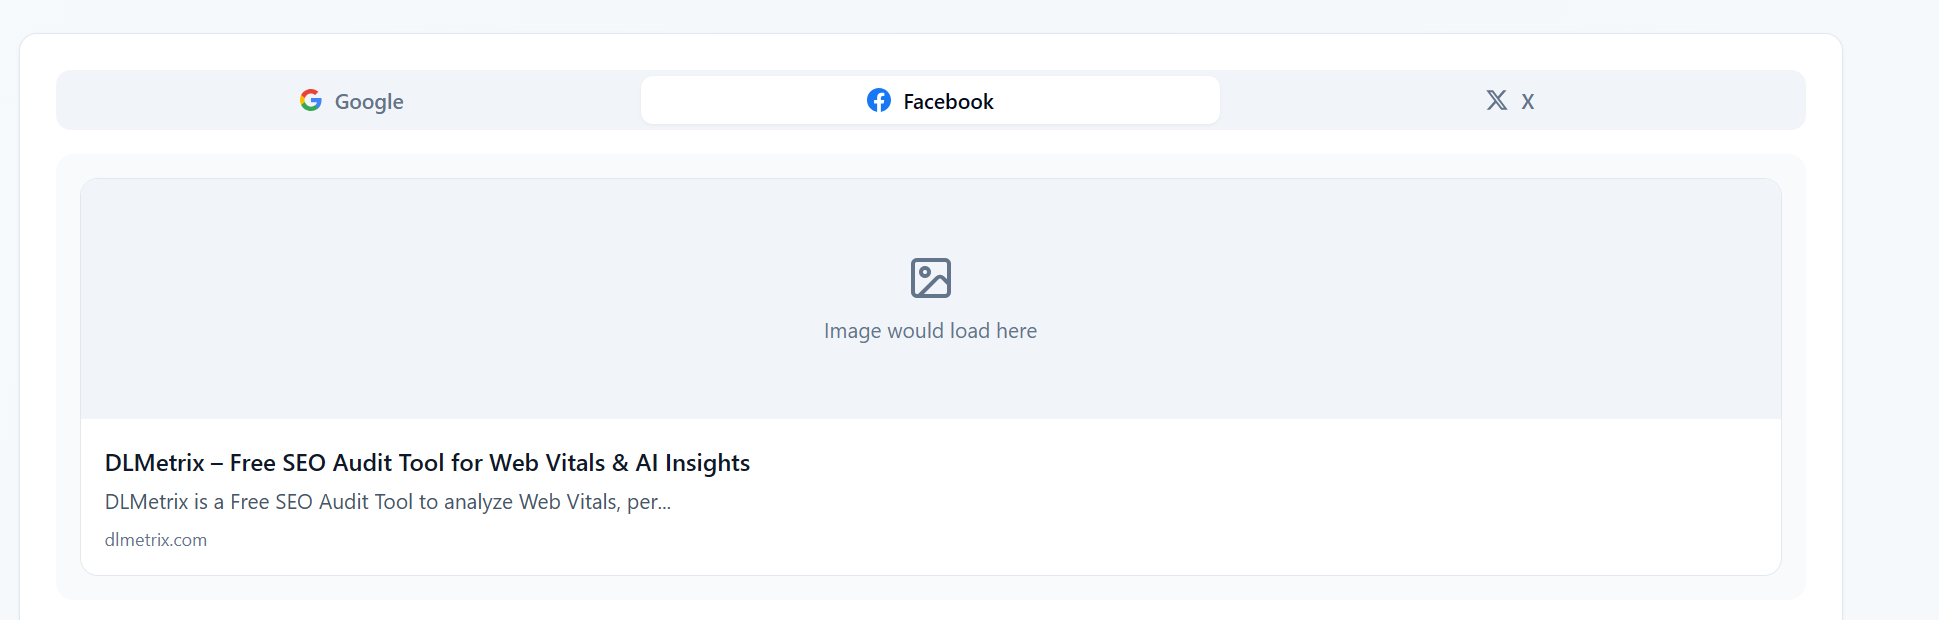 Google
Facebook
X
Image would load here
DLMetrix – Free SEO Audit Tool for Web Vitals & AI Insights
DLMetrix is a Free SEO Audit Tool to analyze Web Vitals, per...
dlmetrix.com